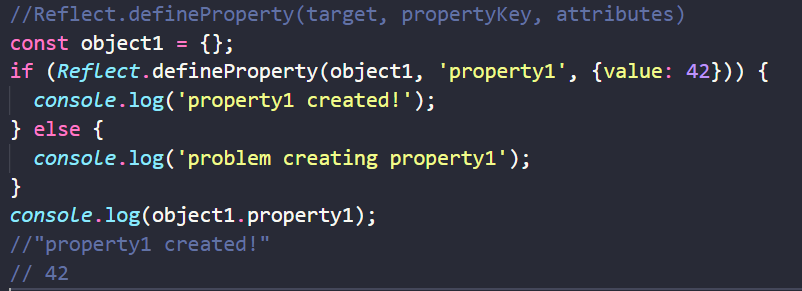 //Reflect.defineProperty(target, propertyKey, attributes)
const object1 = {};
if (Reflect.defineProperty(object1, 'property1', {value: 42})) {
  console.log('property1 created!');
} else {
  console.log('problem creating property1');
}
console.log(object1.property1);
//"property1 created!"
// 42